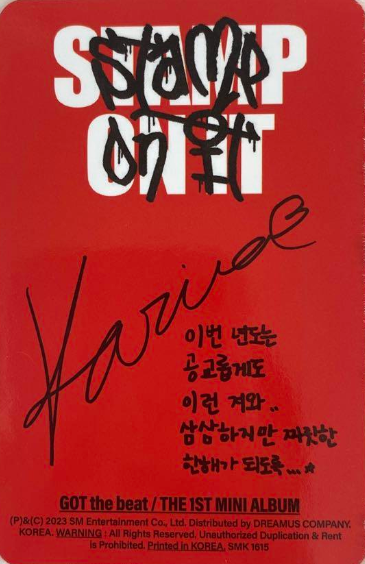 STAMP
ON IT
Stamp
on it
Karina
이번 년도는
공교롭게도
이런 겨와..
삼삼하지만 짜릿한
한해가 되도록...☆
GOT the beat / THE 1ST MINI ALBUM
(P)&(C) 2023 SM Entertainment Co., Ltd. Distributed by DREAMUS COMPANY.
KOREA. WARNING : All Rights Reserved. Unauthorized Duplication & Rent
is Prohibited. Printed in KOREA. SMK 1615